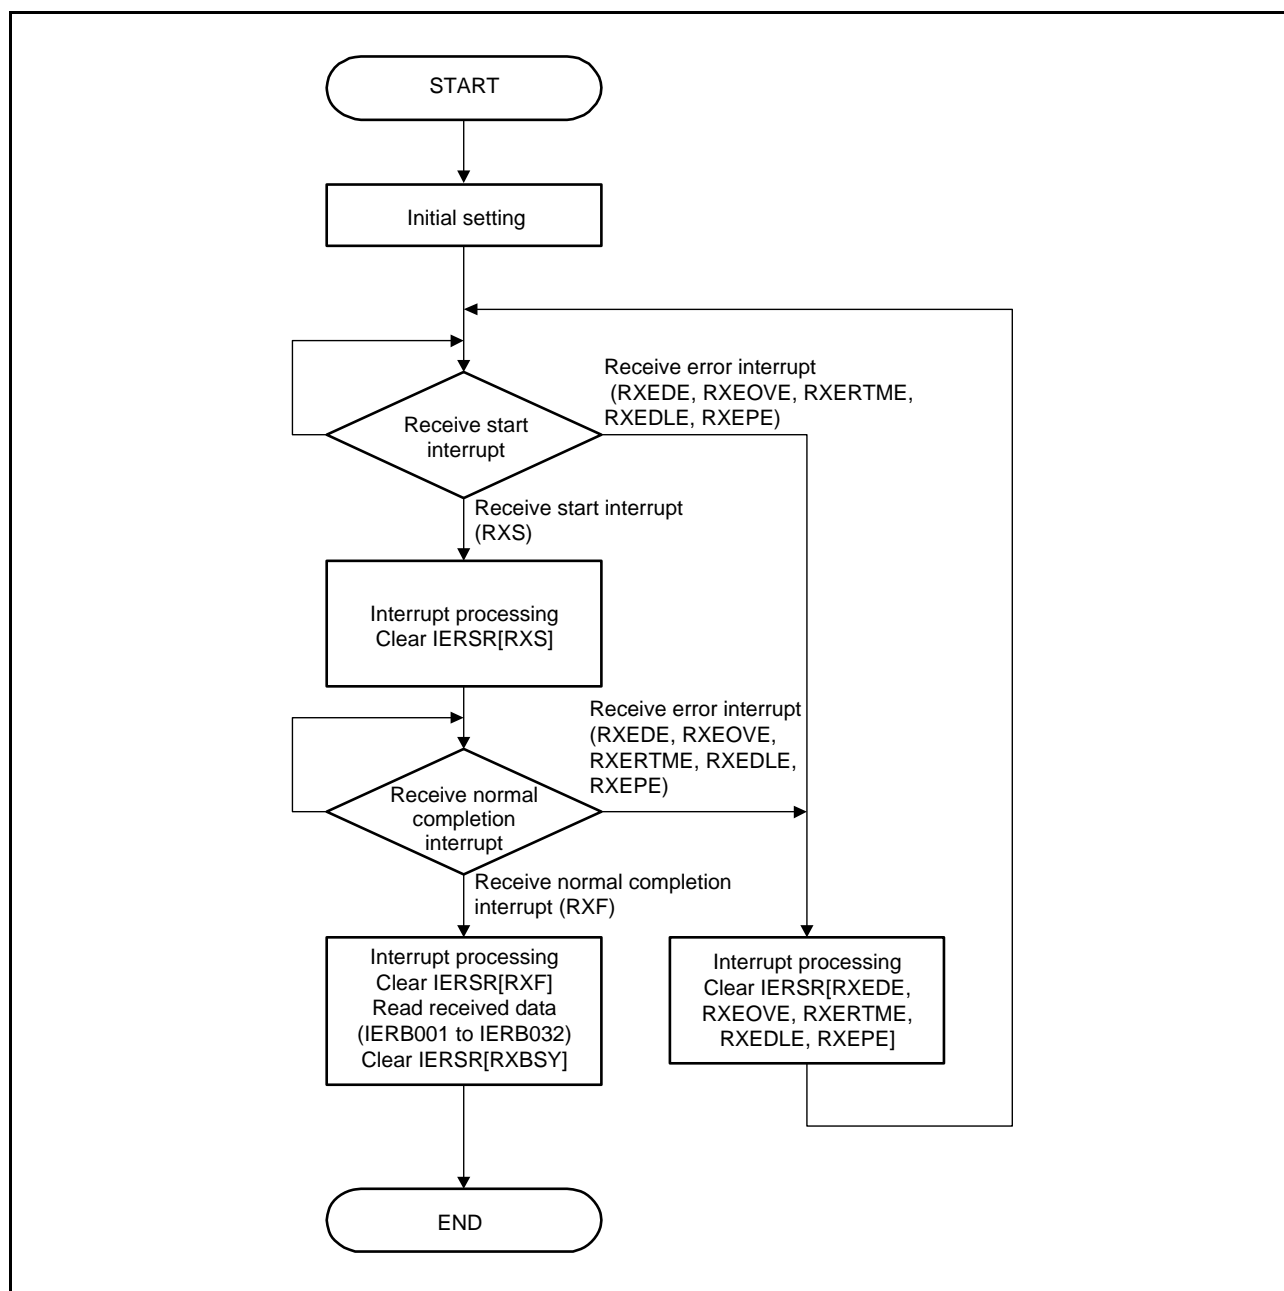 START
Initial setting
Receive error interrupt
(RXEDE, RXEOVE, RXERTME,
RXEDLE, RXEPE)
Receive start
interrupt
Receive start interrupt
(RXS)
Interrupt processing
Clear IERSR[RXS]
Receive error interrupt
(RXEDE, RXEOVE,
RXERTME, RXEDLE,
RXEPE)
Receive normal
completion
interrupt
Receive normal completion
interrupt (RXF)
Interrupt processing
Clear IERSR[RXF]
Read received data
(IERB001 to IERB032)
Clear IERSR[RXBSY]
Interrupt processing
Clear IERSR[RXEDE,
RXEOVE, RXERTME,
RXEDLE, RXEPE]
END